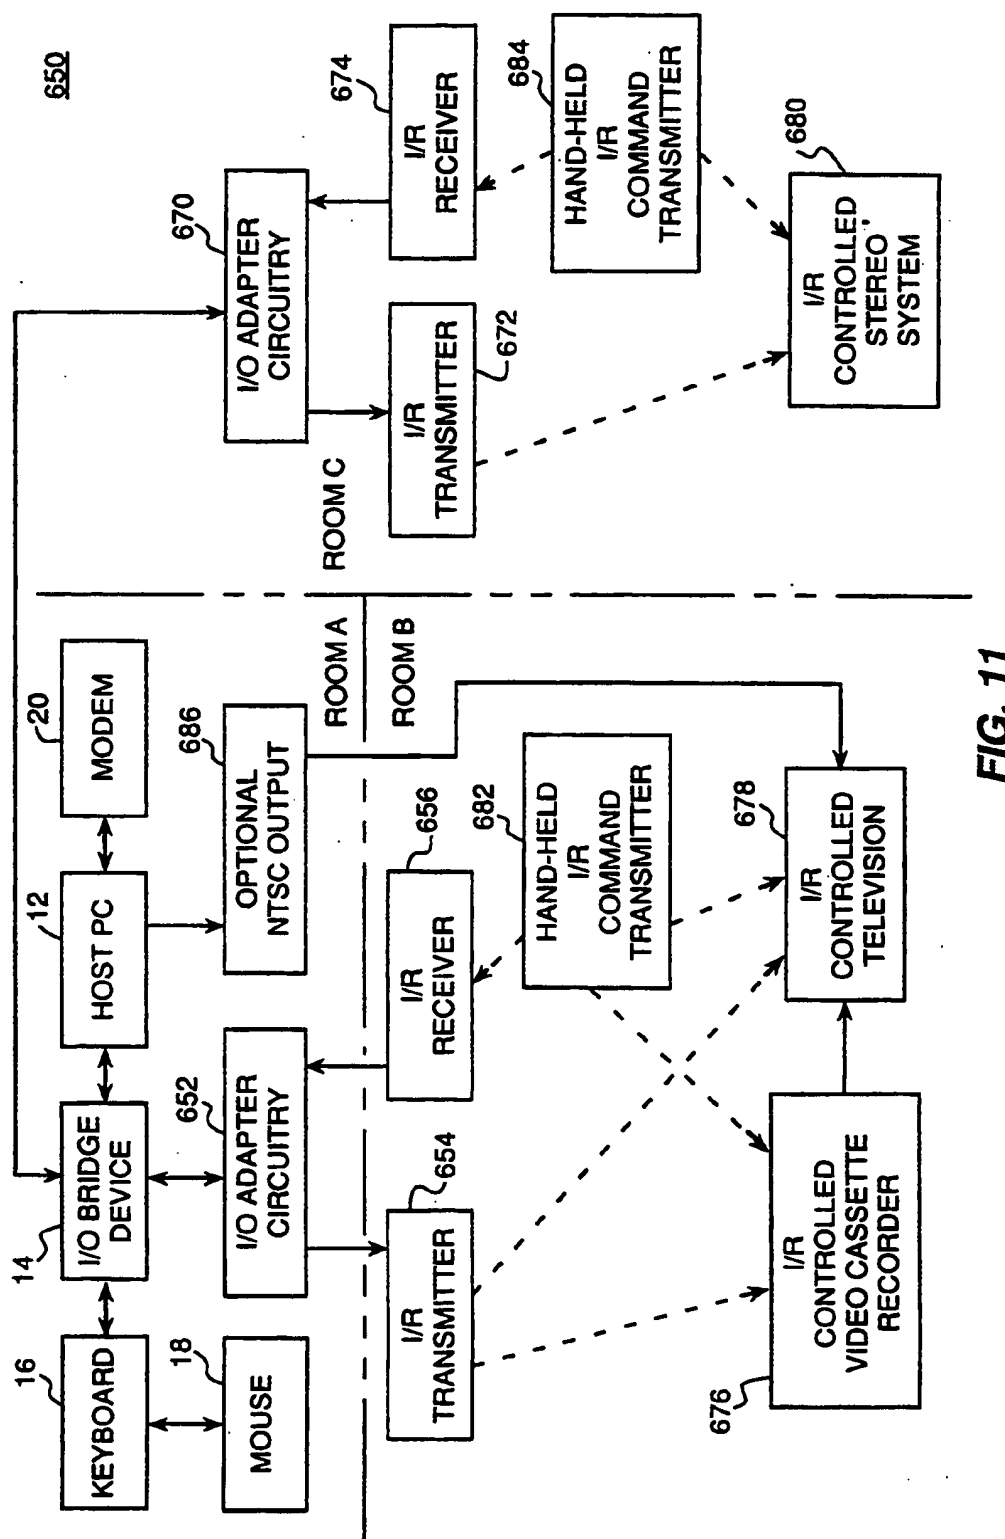 650
20
MODEM
12
HOST PC
14
I/O BRIDGE
DEVICE
16
KEYBOARD
18
MOUSE
686
OPTIONAL
NTSC OUTPUT
652
I/O ADAPTER
CIRCUITRY
670
I/O ADAPTER
CIRCUITRY
ROOM A
ROOM B
ROOM C
654
I/R
TRANSMITTER
656
I/R
RECEIVER
682
HAND-HELD
I/R
COMMAND
TRANSMITTER
672
I/R
TRANSMITTER
674
I/R
RECEIVER
684
HAND-HELD
I/R
COMMAND
TRANSMITTER
676
I/R
CONTROLLED
VIDEO CASSETTE
RECORDER
678
I/R
CONTROLLED
TELEVISION
680
I/R
CONTROLLED
STEREO
SYSTEM
FIG. 11